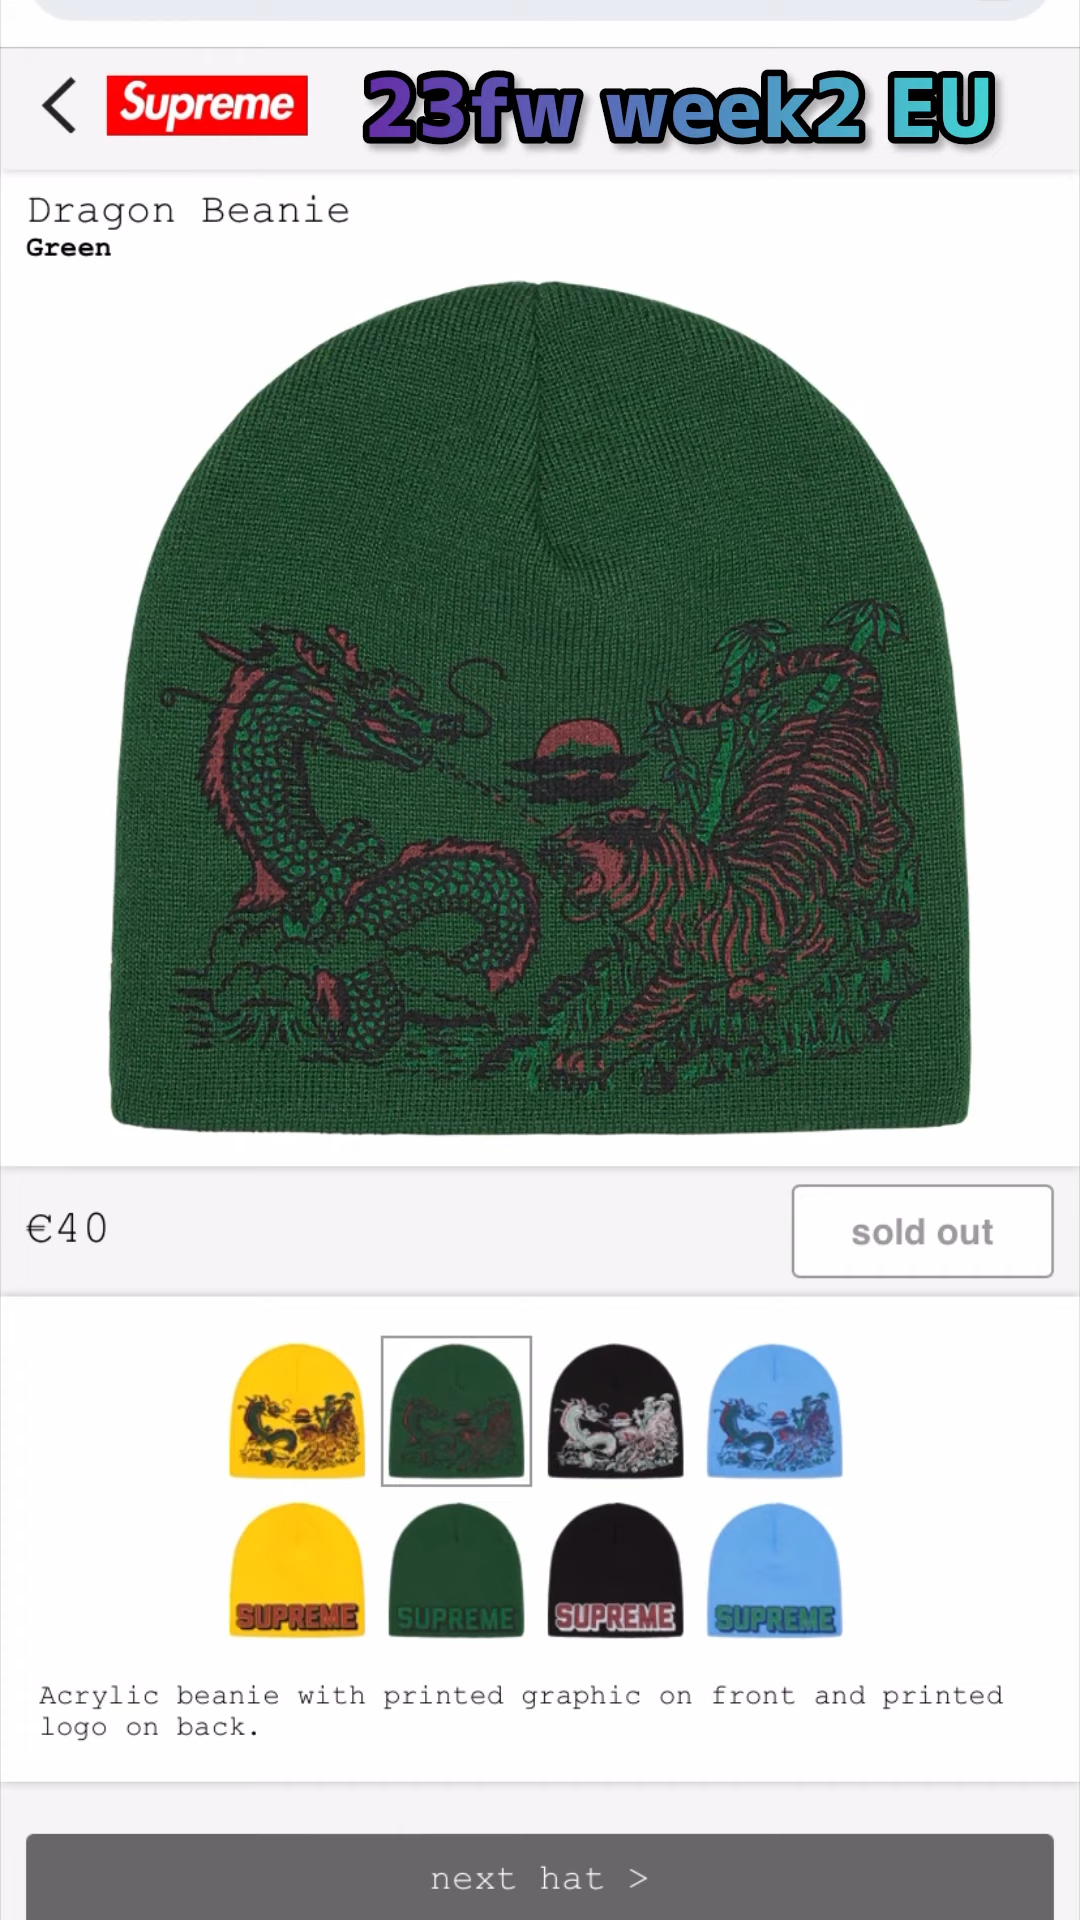 Supreme
23fw week2 EU
Dragon Beanie
Green
€40
sold out
SUPREME
SUPREME
SUPREME
SUPREME
Acrylic beanie with printed graphic on front and printed
logo on back.
next hat >